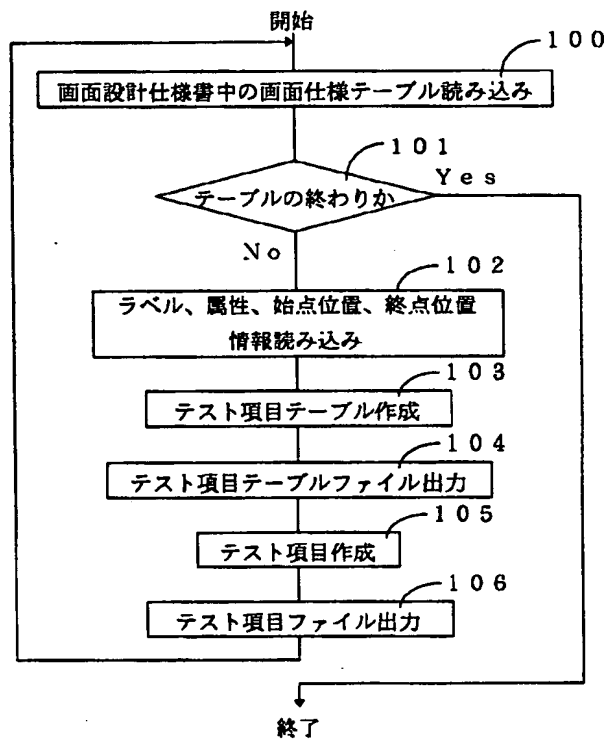 開始
100
画面設計仕様書中の画面仕様テーブル読み込み
101
Yes
テーブルの終わりか
No
102
ラベル、属性、始点位置、終点位置
情報読み込み
103
テスト項目テーブル作成
104
テスト項目テーブルファイル出力
105
テスト項目作成
106
テスト項目ファイル出力
終了